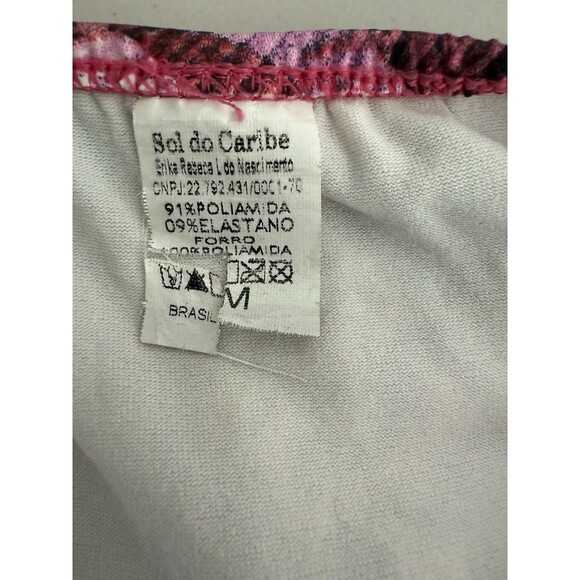 Sol do Caribe
Erika Rebeca L do Nascimento
CNPJ:22.792.431/0001-70
91%POLIAMIDA
09%ELASTANO
FORRO
100%POLIAMIDA
M
BRASIL